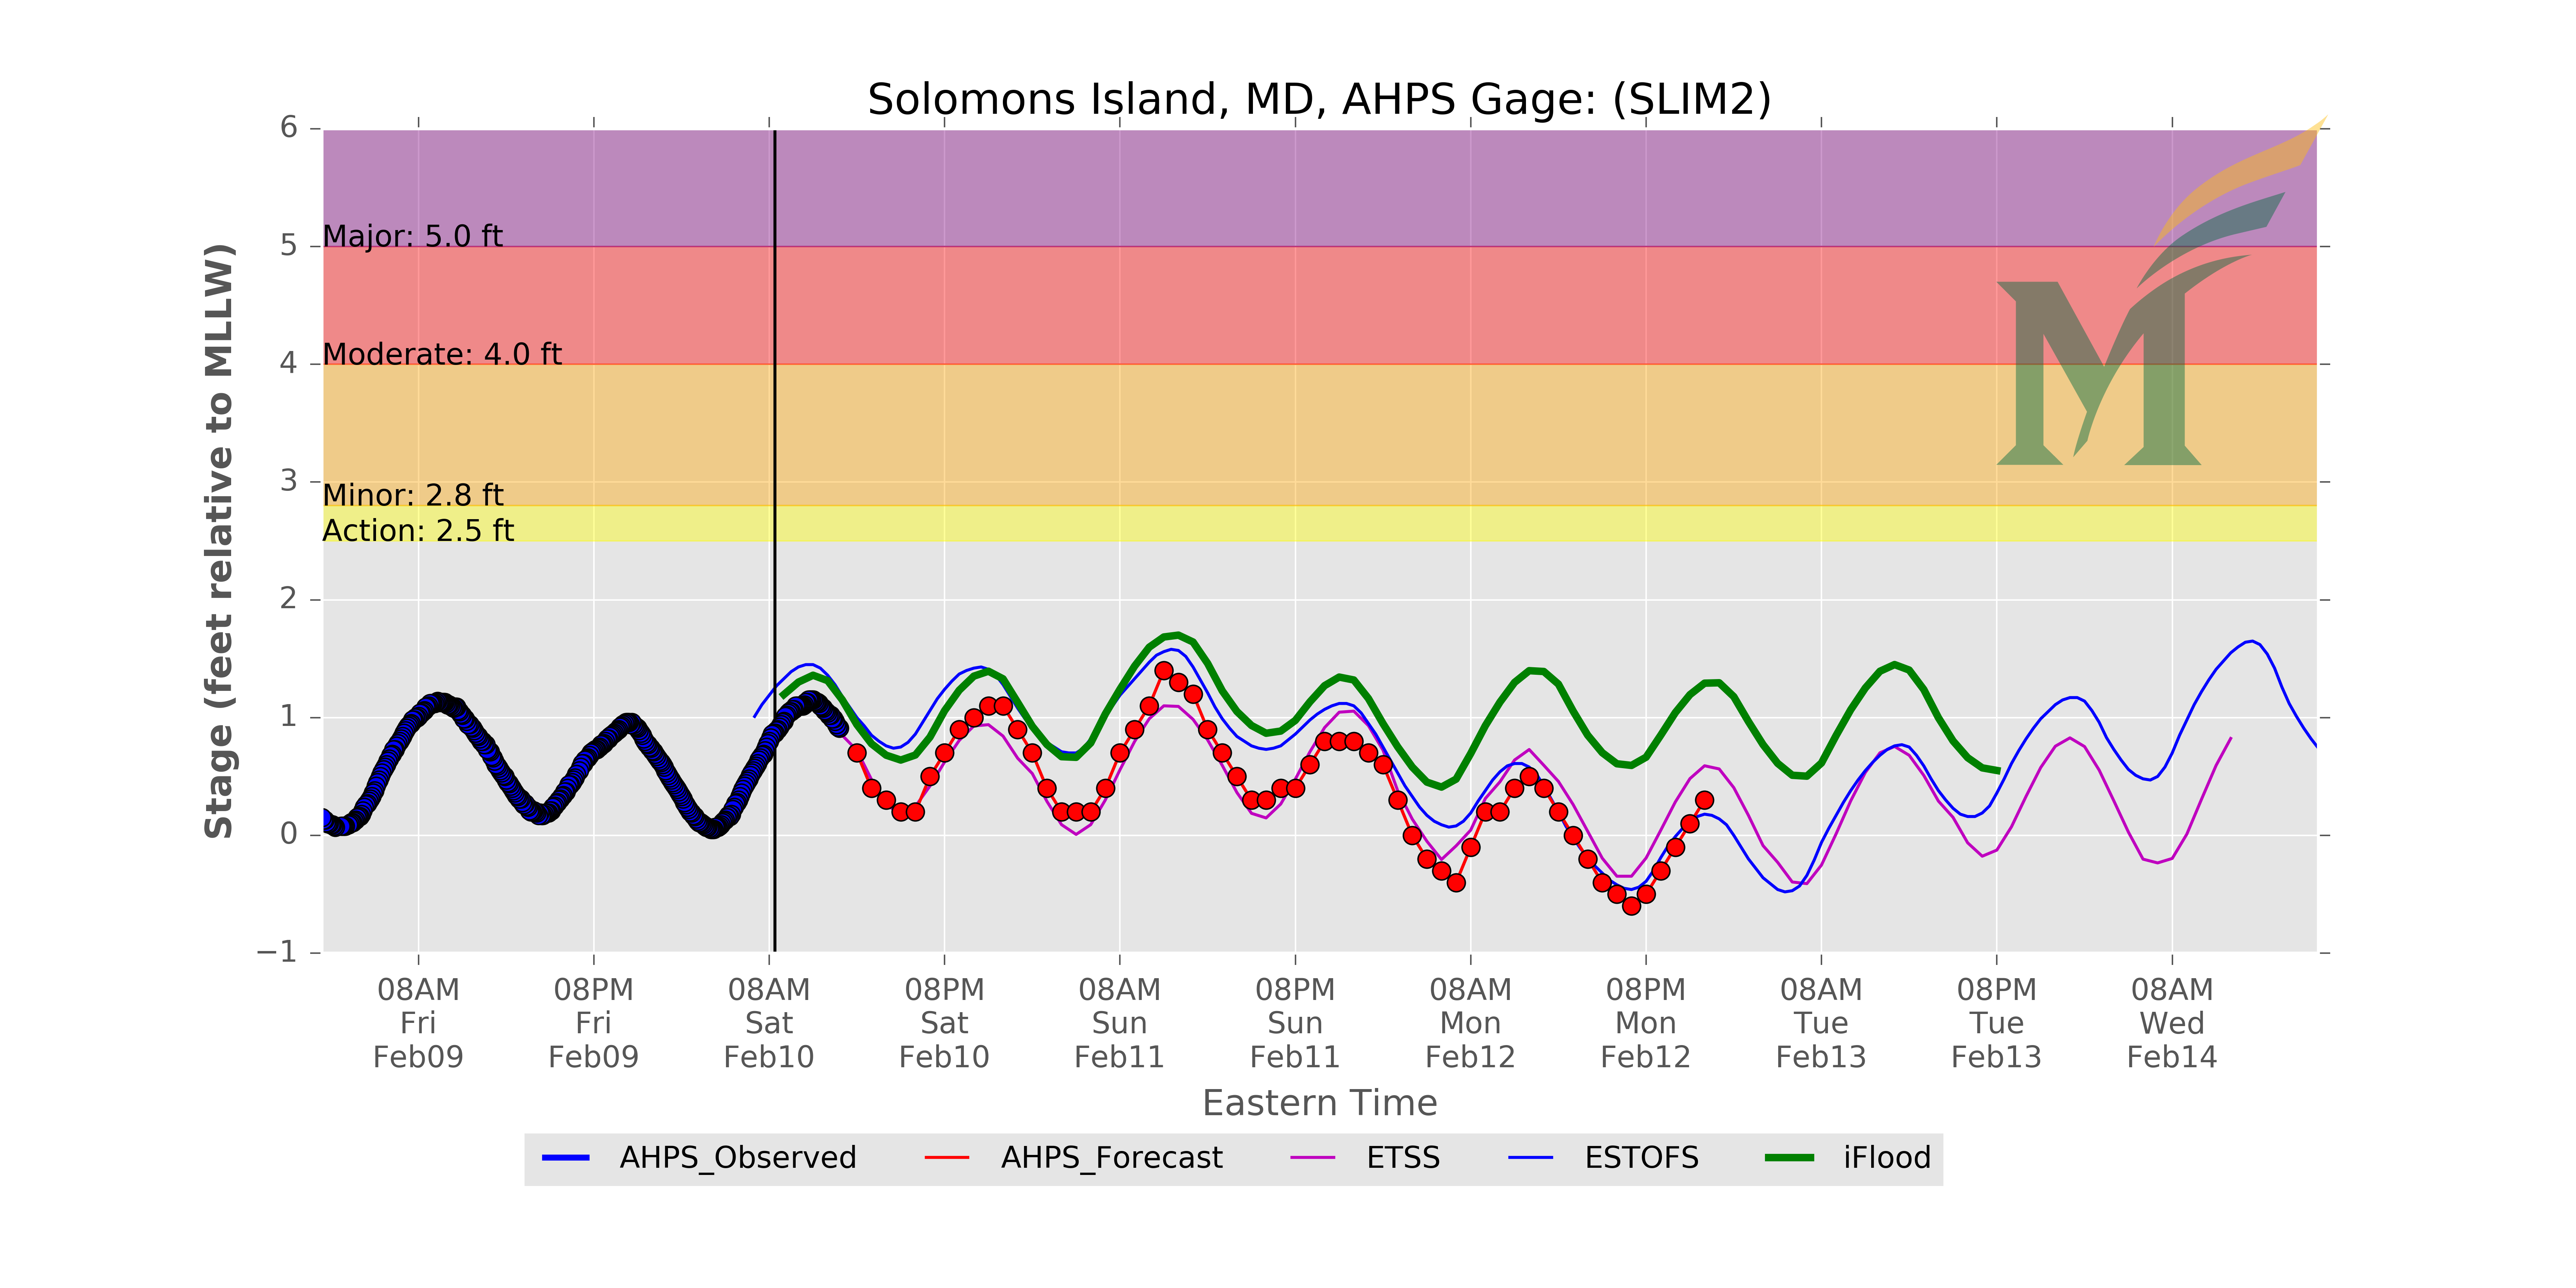 Solomons Island, MD, AHPS Gage: (SLIM2)
Stage (feet relative to MLLW)
6
5
4
3
2
1
0
−1
Major: 5.0 ft
Moderate: 4.0 ft
Minor: 2.8 ft
Action: 2.5 ft
M
08AM 08PM 08AM 08PM 08AM 08PM 08AM 08PM 08AM 08PM 08AM
Fri Fri Sat Sat Sun Sun Mon Mon Tue Tue Wed
Feb09 Feb09 Feb10 Feb10 Feb11 Feb11 Feb12 Feb12 Feb13 Feb13 Feb14
Eastern Time
AHPS_Observed AHPS_Forecast ETSS ESTOFS iFlood